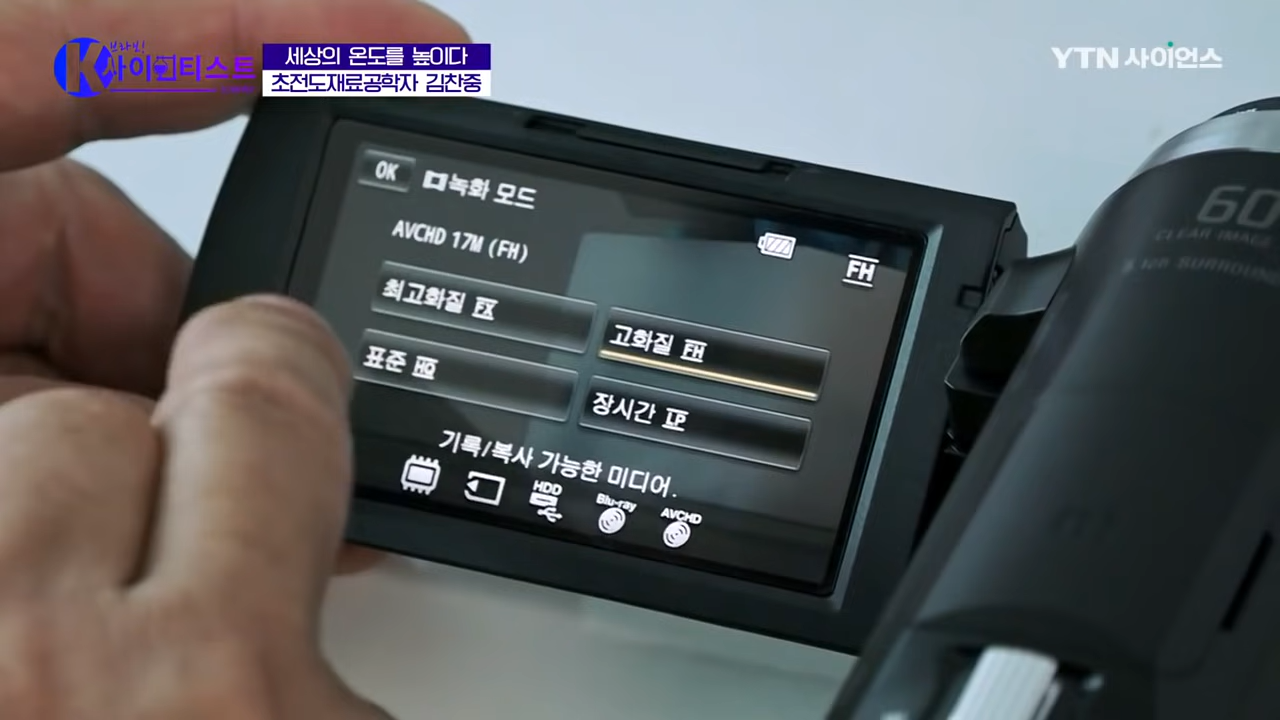 브라보!
K사이언티스트
세상의 온도를 높이다
초전도재료공학자 김찬중
YTN 사이언스
OK 녹화 모드
AVCHD 17M (FH)
FH
최고화질 FX
고화질 FH
표준 HQ
장시간 LP
기록/복사 가능한 미디어.
HDD
Blu-ray
AVCHD
60
CLEAR IMAGE
SURROUND